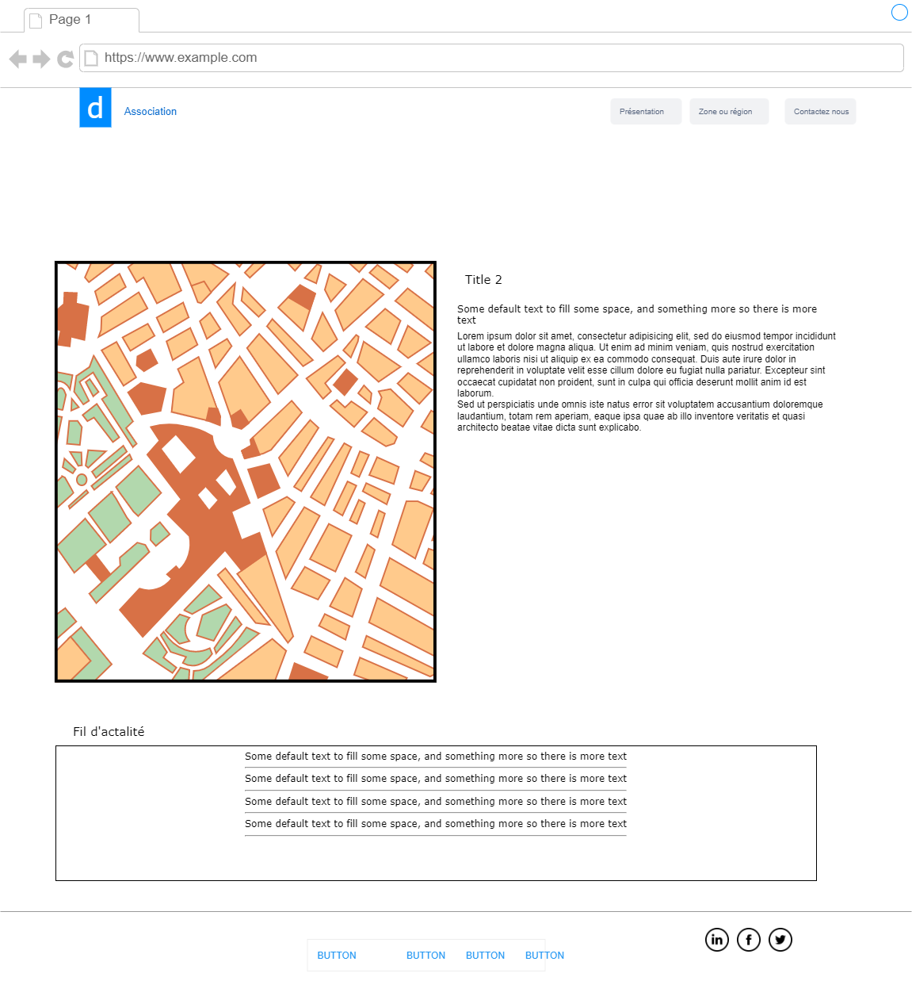 Page 1
https://www.example.com
d
Association
Présentation
Zone ou région
Contactez nous
Title 2
Some default text to fill some space, and something more so there is more
text
Lorem ipsum dolor sit amet, consectetur adipisicing elit, sed do eiusmod tempor incididunt
ut labore et dolore magna aliqua. Ut enim ad minim veniam, quis nostrud exercitation
ullamco laboris nisi ut aliquip ex ea commodo consequat. Duis aute irure dolor in
reprehenderit in voluptate velit esse cillum dolore eu fugiat nulla pariatur. Excepteur sint
occaecat cupidatat non proident, sunt in culpa qui officia deserunt mollit anim id est
laborum.
Sed ut perspiciatis unde omnis iste natus error sit voluptatem accusantium doloremque
laudantium, totam rem aperiam, eaque ipsa quae ab illo inventore veritatis et quasi
architecto beatae vitae dicta sunt explicabo.
Fil d'actalité
Some default text to fill some space, and something more so there is more text
Some default text to fill some space, and something more so there is more text
Some default text to fill some space, and something more so there is more text
Some default text to fill some space, and something more so there is more text
in f
BUTTON BUTTON BUTTON BUTTON